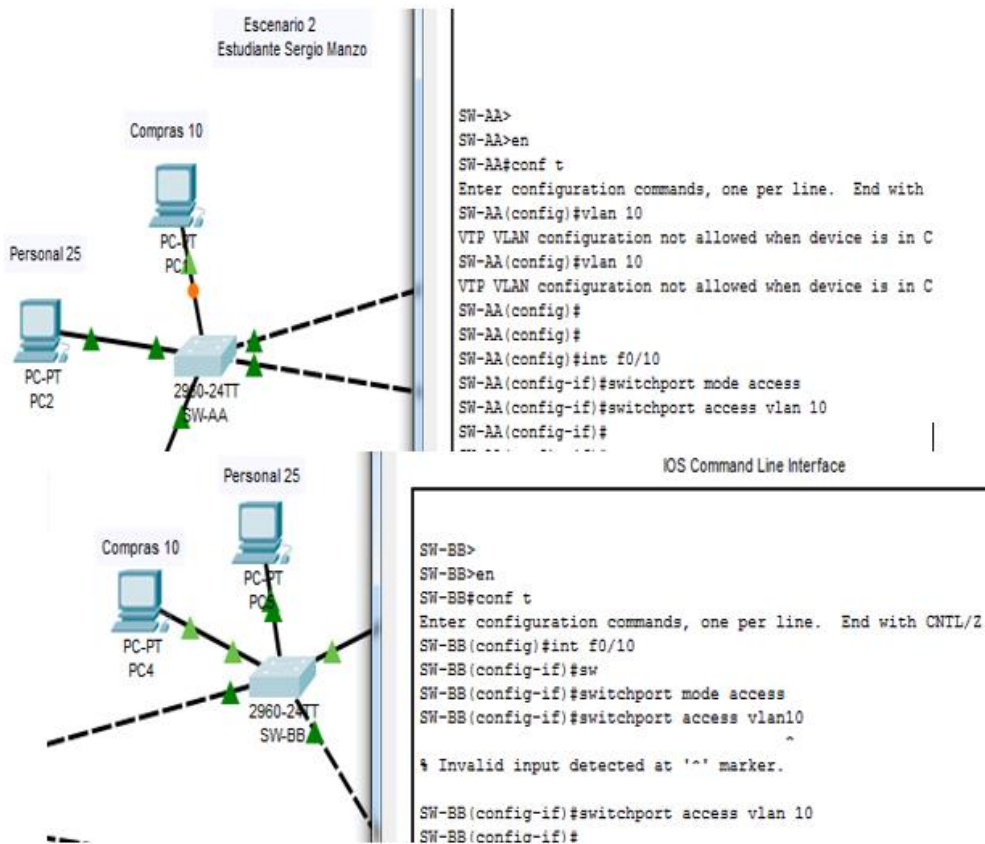 Escenario 2
Estudiante Sergio Manzo
Compras 10
PC-PT
PC1
Personal 25
PC-PT
PC2
2960-24TT
SW-AA
SW-AA>
SW-AA>en
SW-AA#conf t
Enter configuration commands, one per line. End with
SW-AA(config)#vlan 10
VTP VLAN configuration not allowed when device is in C
SW-AA(config)#vlan 10
VTP VLAN configuration not allowed when device is in C
SW-AA(config)#
SW-AA(config)#
SW-AA(config)#int f0/10
SW-AA(config-if)#switchport mode access
SW-AA(config-if)#switchport access vlan 10
SW-AA(config-if)#
Personal 25
PC-PT
PC5
Compras 10
PC-PT
PC4
2960-24TT
SW-BB
IOS Command Line Interface
SW-BB>
SW-BB>en
SW-BB#conf t
Enter configuration commands, one per line. End with CNTL/Z
SW-BB(config)#int f0/10
SW-BB(config-if)#sw
SW-BB(config-if)#switchport mode access
SW-BB(config-if)#switchport access vlan10
^
% Invalid input detected at '^' marker.
SW-BB(config-if)#switchport access vlan 10
SW-BB(config-if)#